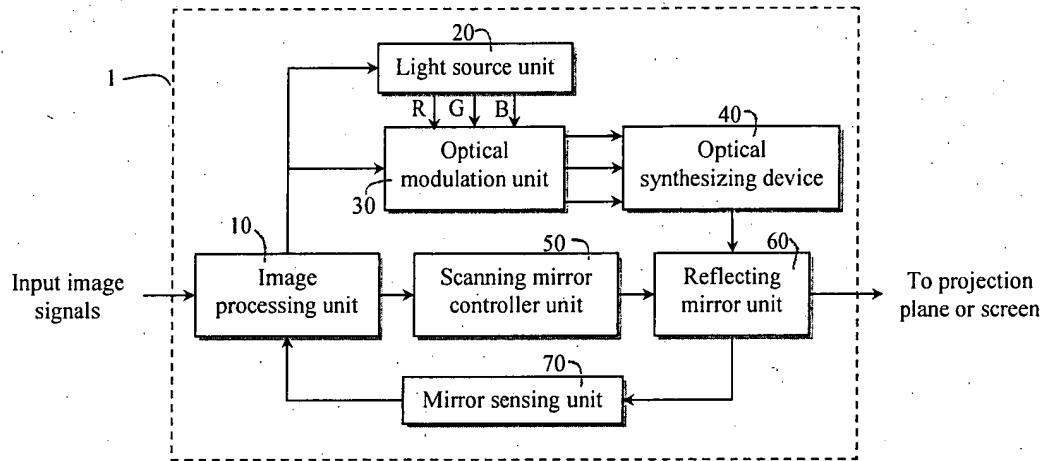 1
20
Light source unit
R G B
40
Optical
modulation unit
30
Optical
synthesizing device
10
50
60
Input image
signals
Image
processing unit
Scanning mirror
controller unit
Reflecting
mirror unit
To projection
plane or screen
70
Mirror sensing unit